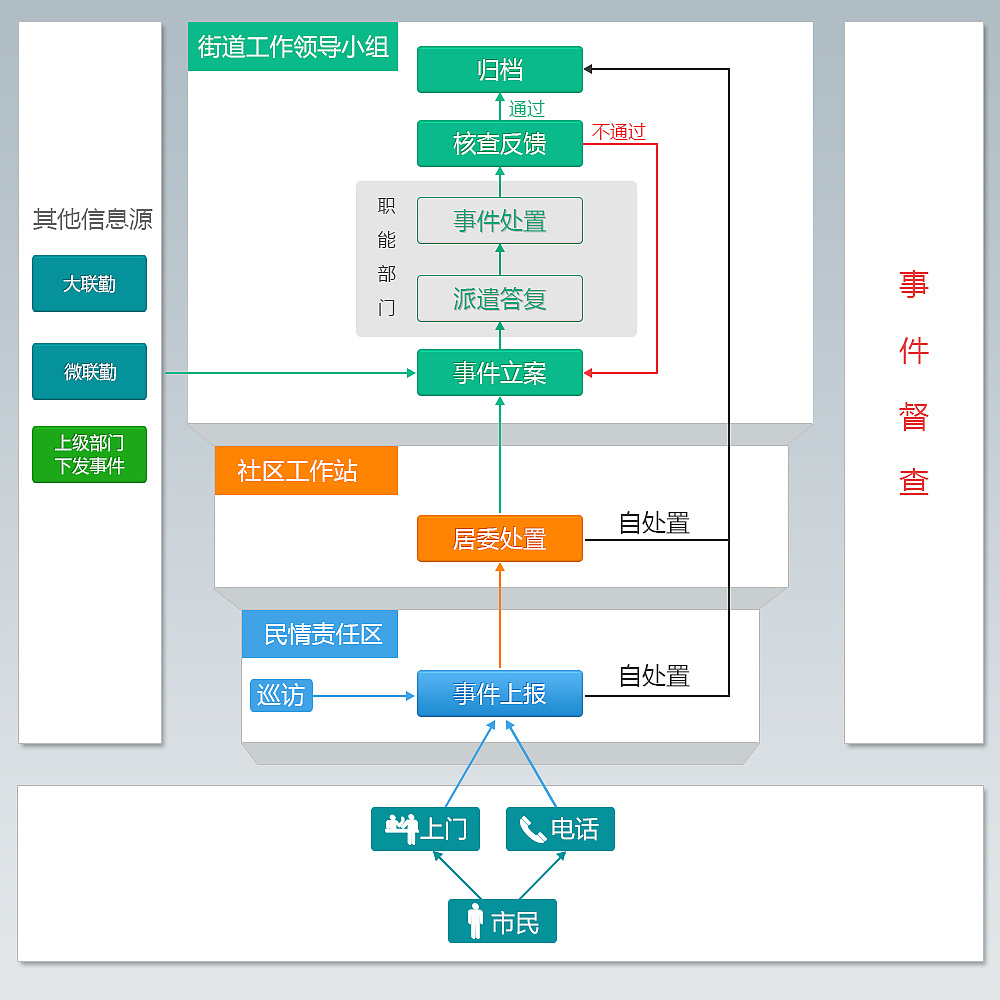 街道工作领导小组
归档
通过
核查反馈
不通过
职
能
部
门
事件处置
派遣答复
事件立案
其他信息源
大联勤
微联勤
上级部门
下发事件
事
件
督
查
社区工作站
居委处置
自处置
民情责任区
巡访
事件上报
自处置
上门
电话
市民